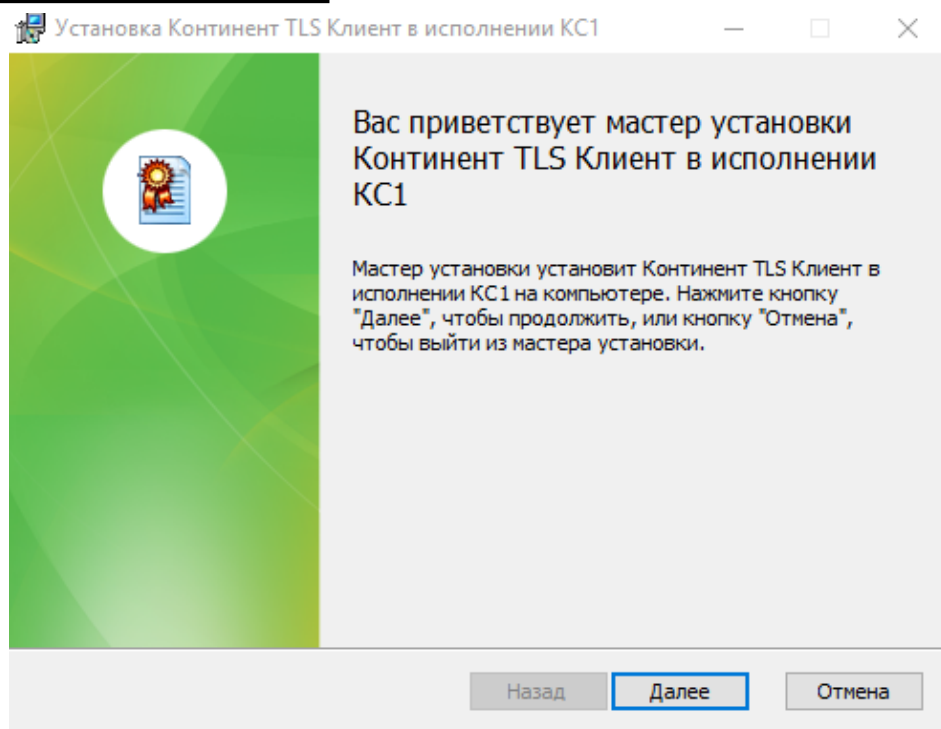 Установка Континент TLS Клиент в исполнении КС1
Вас приветствует мастер установки
Континент TLS Клиент в исполнении
КС1
Мастер установки установит Континент TLS Клиент в
исполнении КС1 на компьютере. Нажмите кнопку
"Далее", чтобы продолжить, или кнопку "Отмена",
чтобы выйти из мастера установки.
Назад Далее Отмена